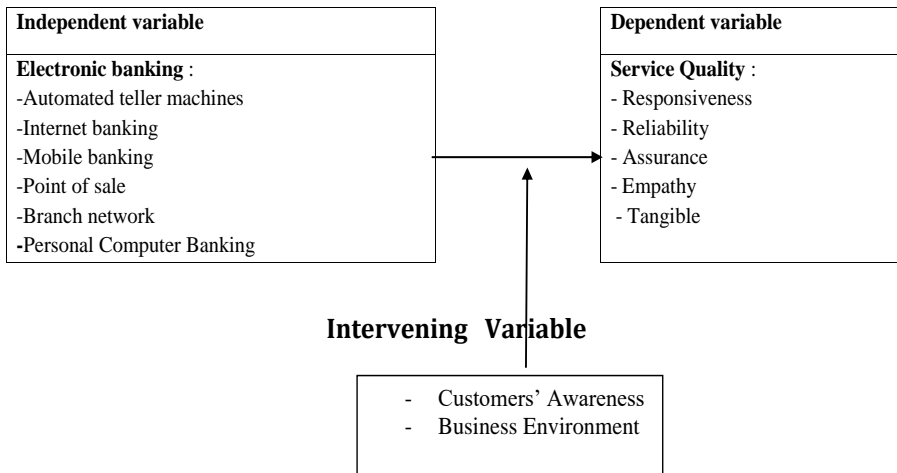 Independent variable
Electronic banking :
-Automated teller machines
-Internet banking
-Mobile banking
-Point of sale
-Branch network
-Personal Computer Banking
Dependent variable
Service Quality :
- Responsiveness
- Reliability
- Assurance
- Empathy
- Tangible
Intervening Variable
- Customers’ Awareness
- Business Environment